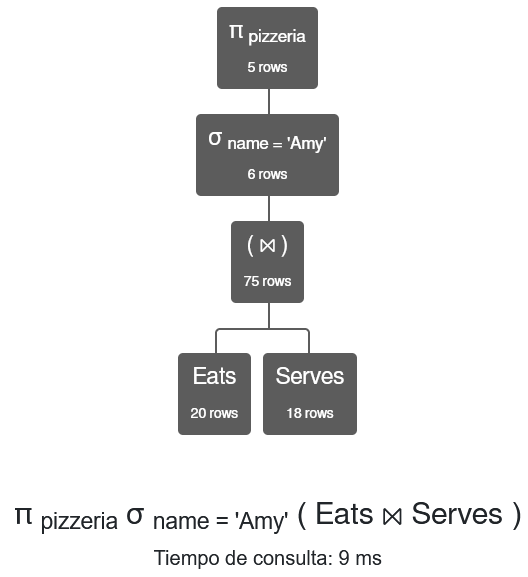 π pizzeria
5 rows
σ name = 'Amy'
6 rows
( ⋈ )
75 rows
Eats
20 rows
Serves
18 rows
π pizzeria σ name = 'Amy' ( Eats ⋈ Serves )
Tiempo de consulta: 9 ms